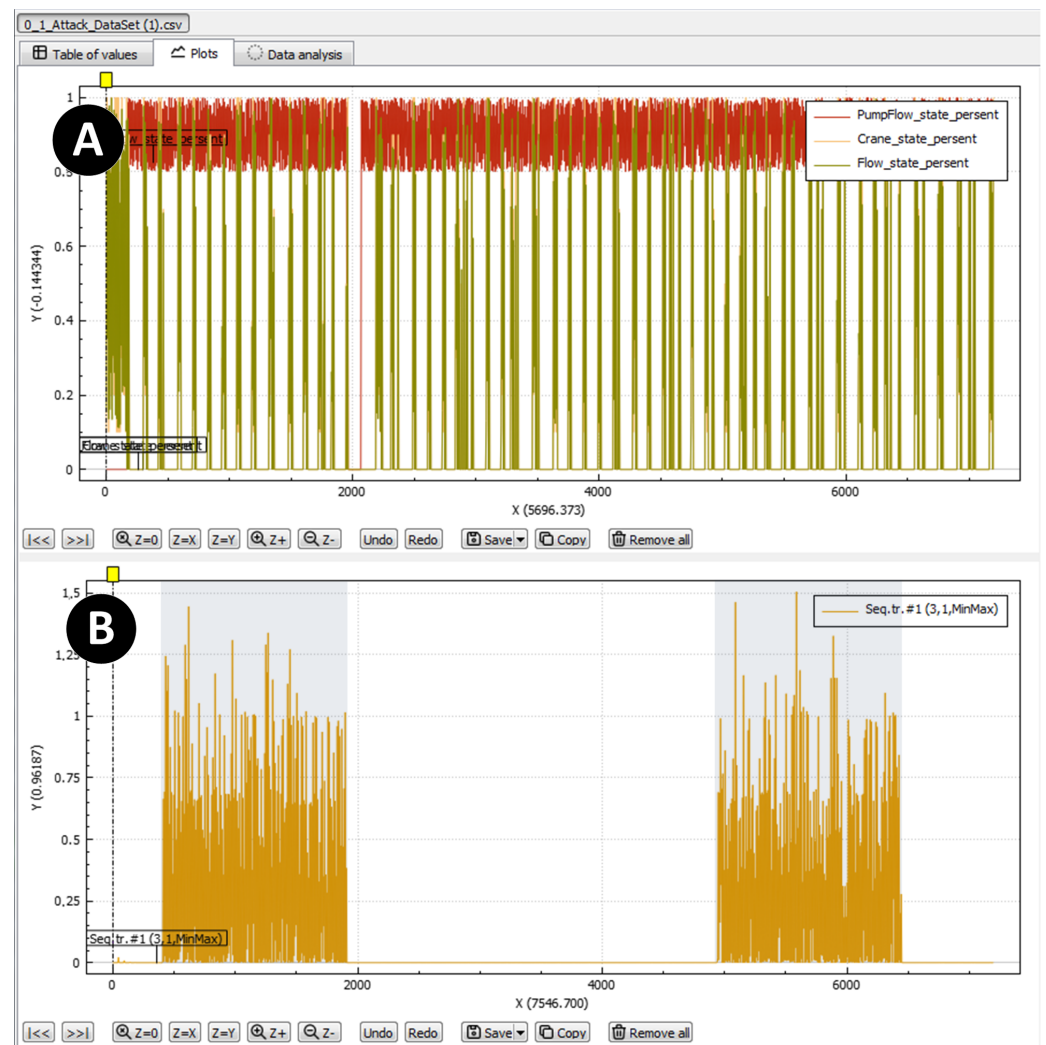 0_1_Attack_DataSet (1).csv
Table of values Plots Data analysis
A
1
0.8
0.6
0.4
0.2
0
Y (-0.144344)
w_state_persent
PumpFlow_state_persent
Crane_state_persent
Flow_state_persent
0 2000 4000 6000
X (5696.373)
|<< >>| Z=0 Z=X Z=Y Z+ Z- Undo Redo Save Copy Remove all
B
1,5
1,25
1
0.75
0.5
0,25
0
Y (0.96187)
Seq.tr.#1 (3,1,MinMax)
Seq.tr.#1 (3,1,MinMax)
0 2000 4000 6000
X (7546.700)
|<< >>| Z=0 Z=X Z=Y Z+ Z- Undo Redo Save Copy Remove all